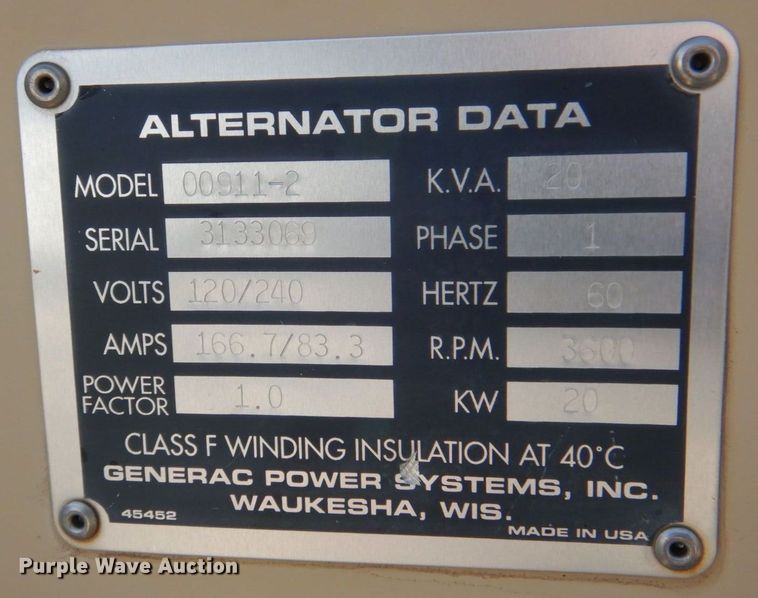 ALTERNATOR DATA
MODEL 00911-2 K.V.A. 20
SERIAL 3133069 PHASE 1
VOLTS 120/240 HERTZ 60
AMPS 166.7/83.3 R.P.M. 3600
POWER FACTOR 1.0 KW 20
CLASS F WINDING INSULATION AT 40°C
GENERAC POWER SYSTEMS, INC.
WAUKESHA, WIS.
45452 MADE IN USA
Purple Wave Auction